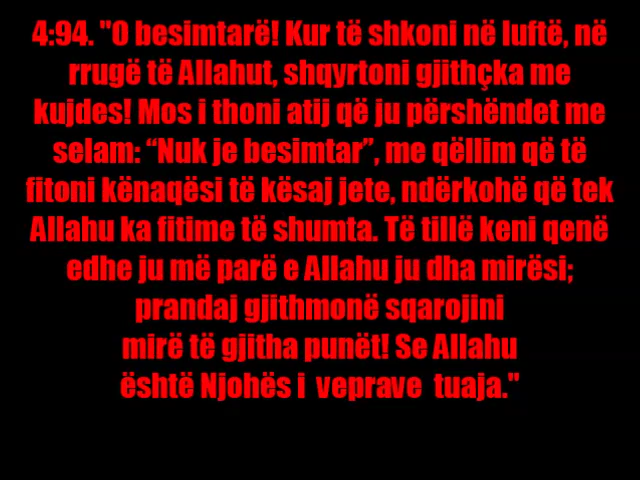 4:94. "O besimtarë! Kur të shkoni në luftë, në
rrugë të Allahut, shqyrtoni gjithçka me
kujdes! Mos i thoni atij që ju përshëndet me
selam: “Nuk je besimtar”, me qëllim që të
fitoni kënaqësi të kësaj jete, ndërkohë që tek
Allahu ka fitime të shumta. Të tillë keni qenë
edhe ju më parë e Allahu ju dha mirësi;
prandaj gjithmonë sqarojini
mirë të gjitha punët! Se Allahu
është Njohës i veprave tuaja."